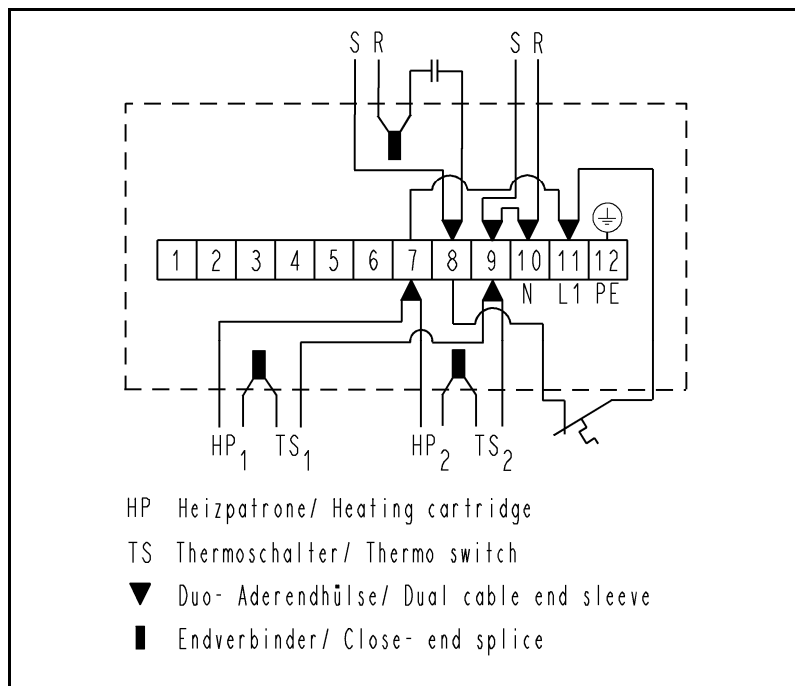 S R S R
1 2 3 4 5 6 7 8 9 10 11 12
N L1 PE
HP1 TS1 HP2 TS2
HP Heizpatrone/ Heating cartridge
TS Thermoschalter/ Thermo switch
Duo- Aderendhülse/ Dual cable end sleeve
Endverbinder/ Close- end splice